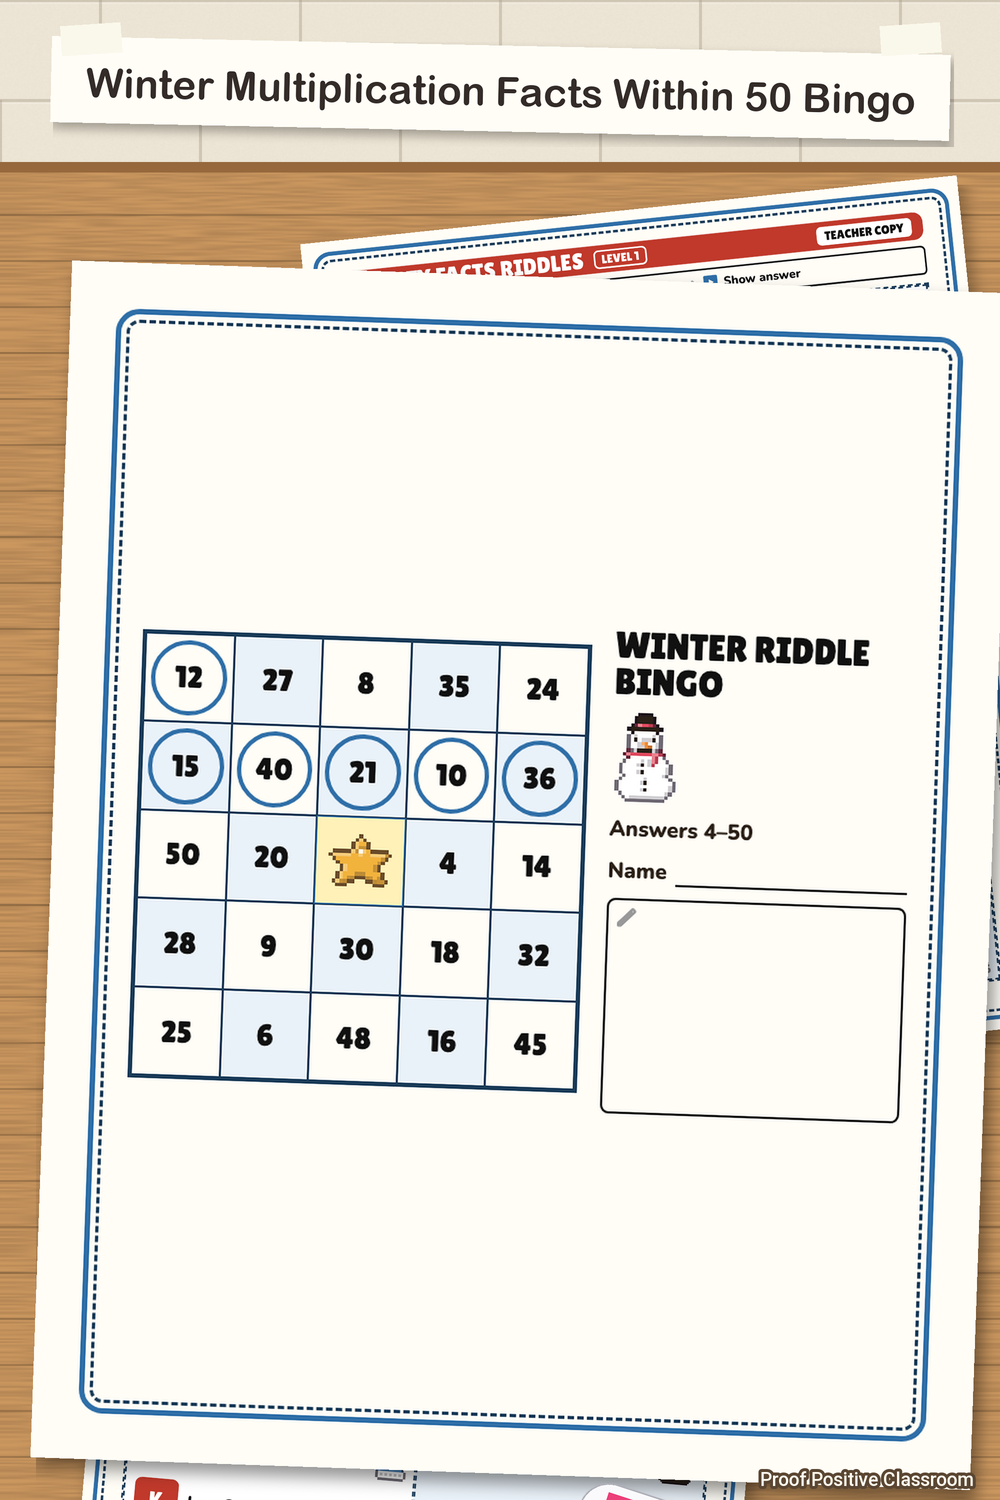 Winter Multiplication Facts Within 50 Bingo
TEACHER COPY
FACTS RIDDLES
LEVEL 1
Show answer
WINTER RIDDLE
BINGO
12 27 8 35 24
15 40 21 10 36
50 20 4 14
28 9 30 18 32
25 6 48 16 45
Answers 4–50
Name
K
Proof Positive Classroom